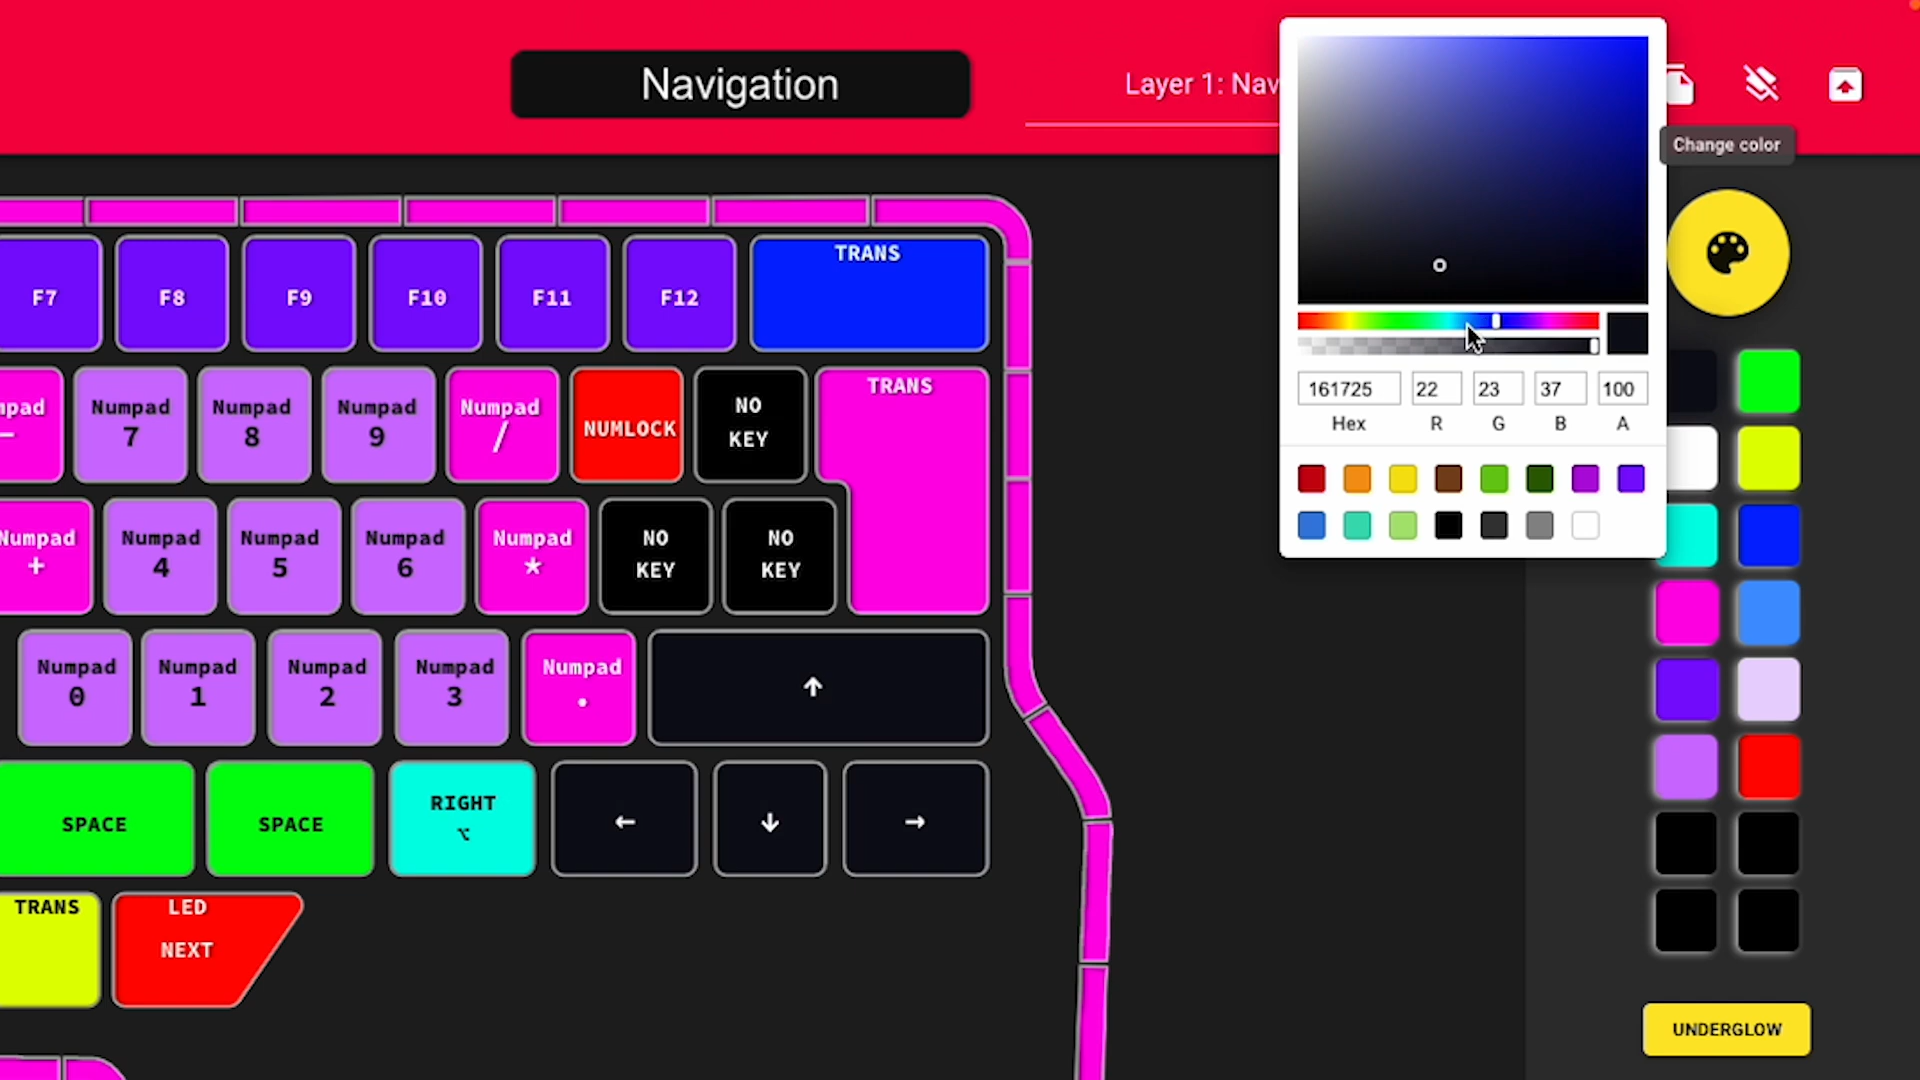 Navigation
Layer 1: Nav
Change color
161725 22 23 37 100
Hex R G B A
F7 F8 F9 F10 F11 F12 TRANS
Numpad 7
Numpad 8
Numpad 9
Numpad /
NUMLOCK
NO KEY
TRANS
Numpad +
Numpad 4
Numpad 5
Numpad 6
Numpad *
NO KEY
NO KEY
Numpad 0
Numpad 1
Numpad 2
Numpad 3
Numpad .
↑
SPACE
SPACE
RIGHT ⌥
← ↓ →
TRANS
LED NEXT
UNDERGLOW